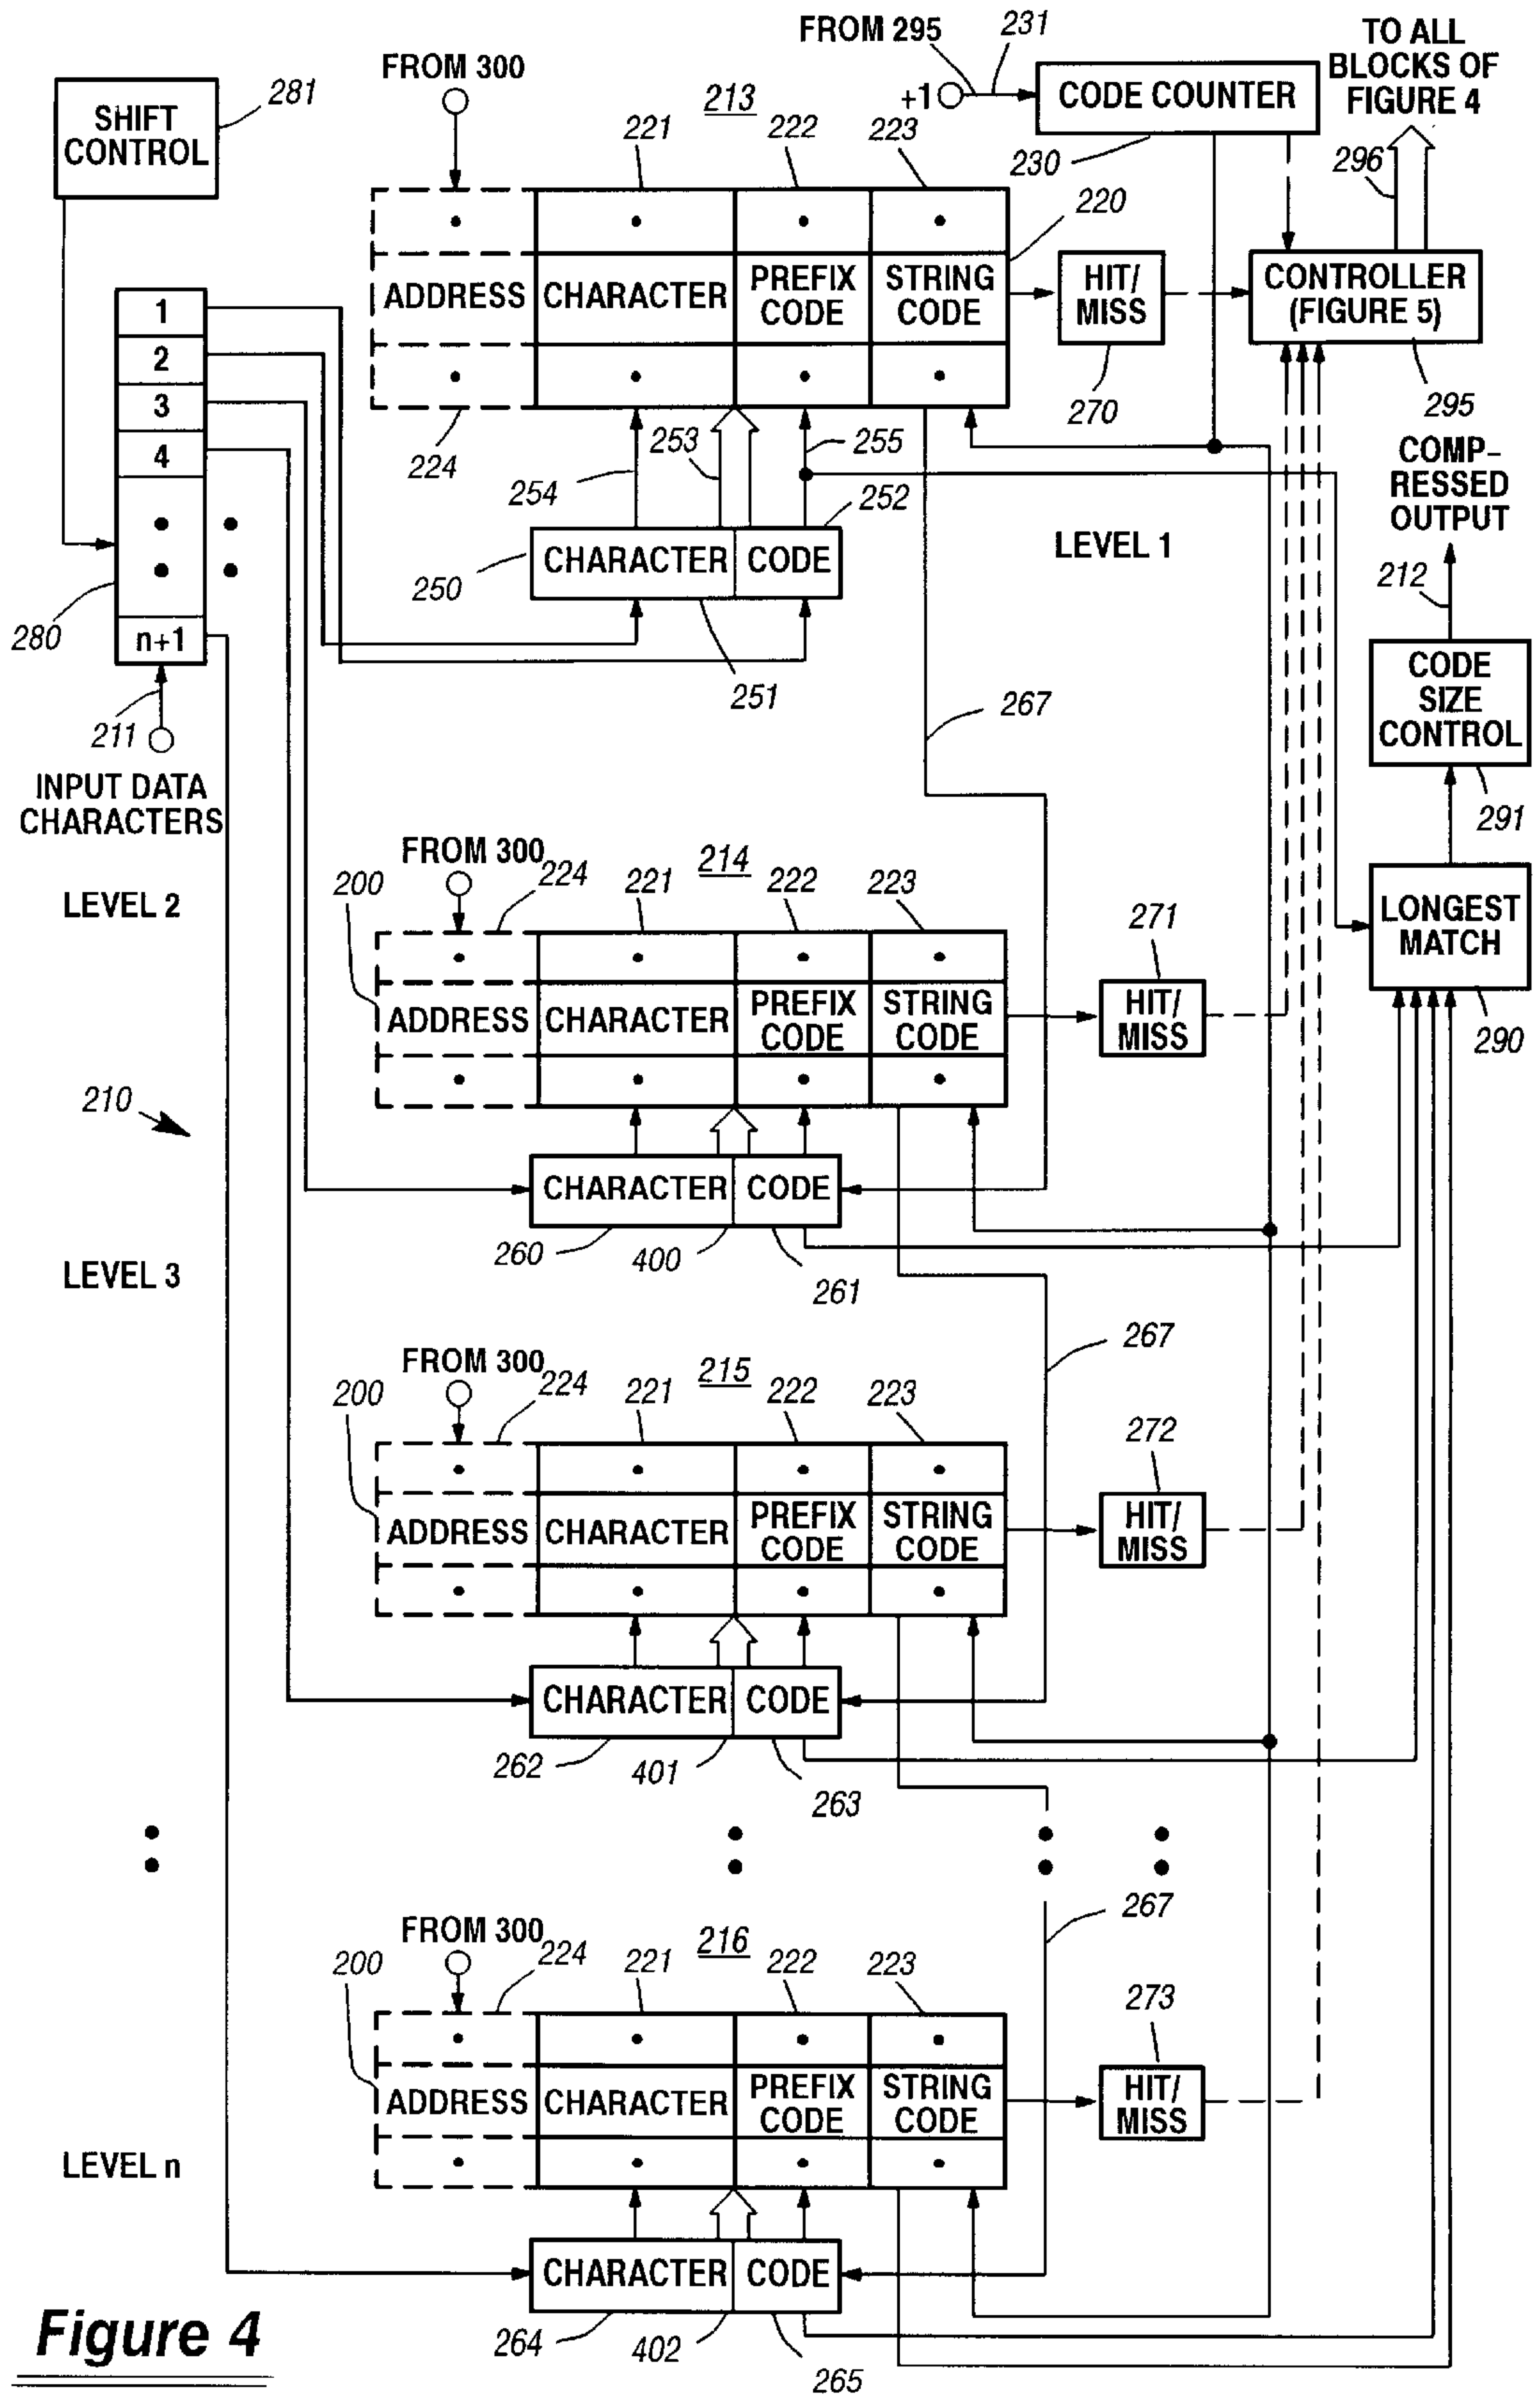 FROM 295
231
TO ALL
BLOCKS OF
FIGURE 4
FROM 300
281
SHIFT
CONTROL
213
+1
CODE COUNTER
221
222
223
230
296
220
ADDRESS
CHARACTER
PREFIX
CODE
STRING
CODE
HIT/
MISS
CONTROLLER
(FIGURE 5)
1
2
3
4
n+1
270
295
224
253
255
254
252
COMP-
RESSED
OUTPUT
250
CHARACTER
CODE
LEVEL 1
212
280
251
CODE
SIZE
CONTROL
211
267
INPUT DATA
CHARACTERS
291
FROM 300
214
LEVEL 2
200
224
221
222
223
271
LONGEST
MATCH
ADDRESS
CHARACTER
PREFIX
CODE
STRING
CODE
HIT/
MISS
290
210
CHARACTER
CODE
260
400
261
LEVEL 3
267
FROM 300
215
200
224
221
222
223
272
ADDRESS
CHARACTER
PREFIX
CODE
STRING
CODE
HIT/
MISS
CHARACTER
CODE
262
401
263
267
FROM 300
216
200
224
221
222
223
273
ADDRESS
CHARACTER
PREFIX
CODE
STRING
CODE
HIT/
MISS
LEVEL n
CHARACTER
CODE
264
402
265
Figure 4